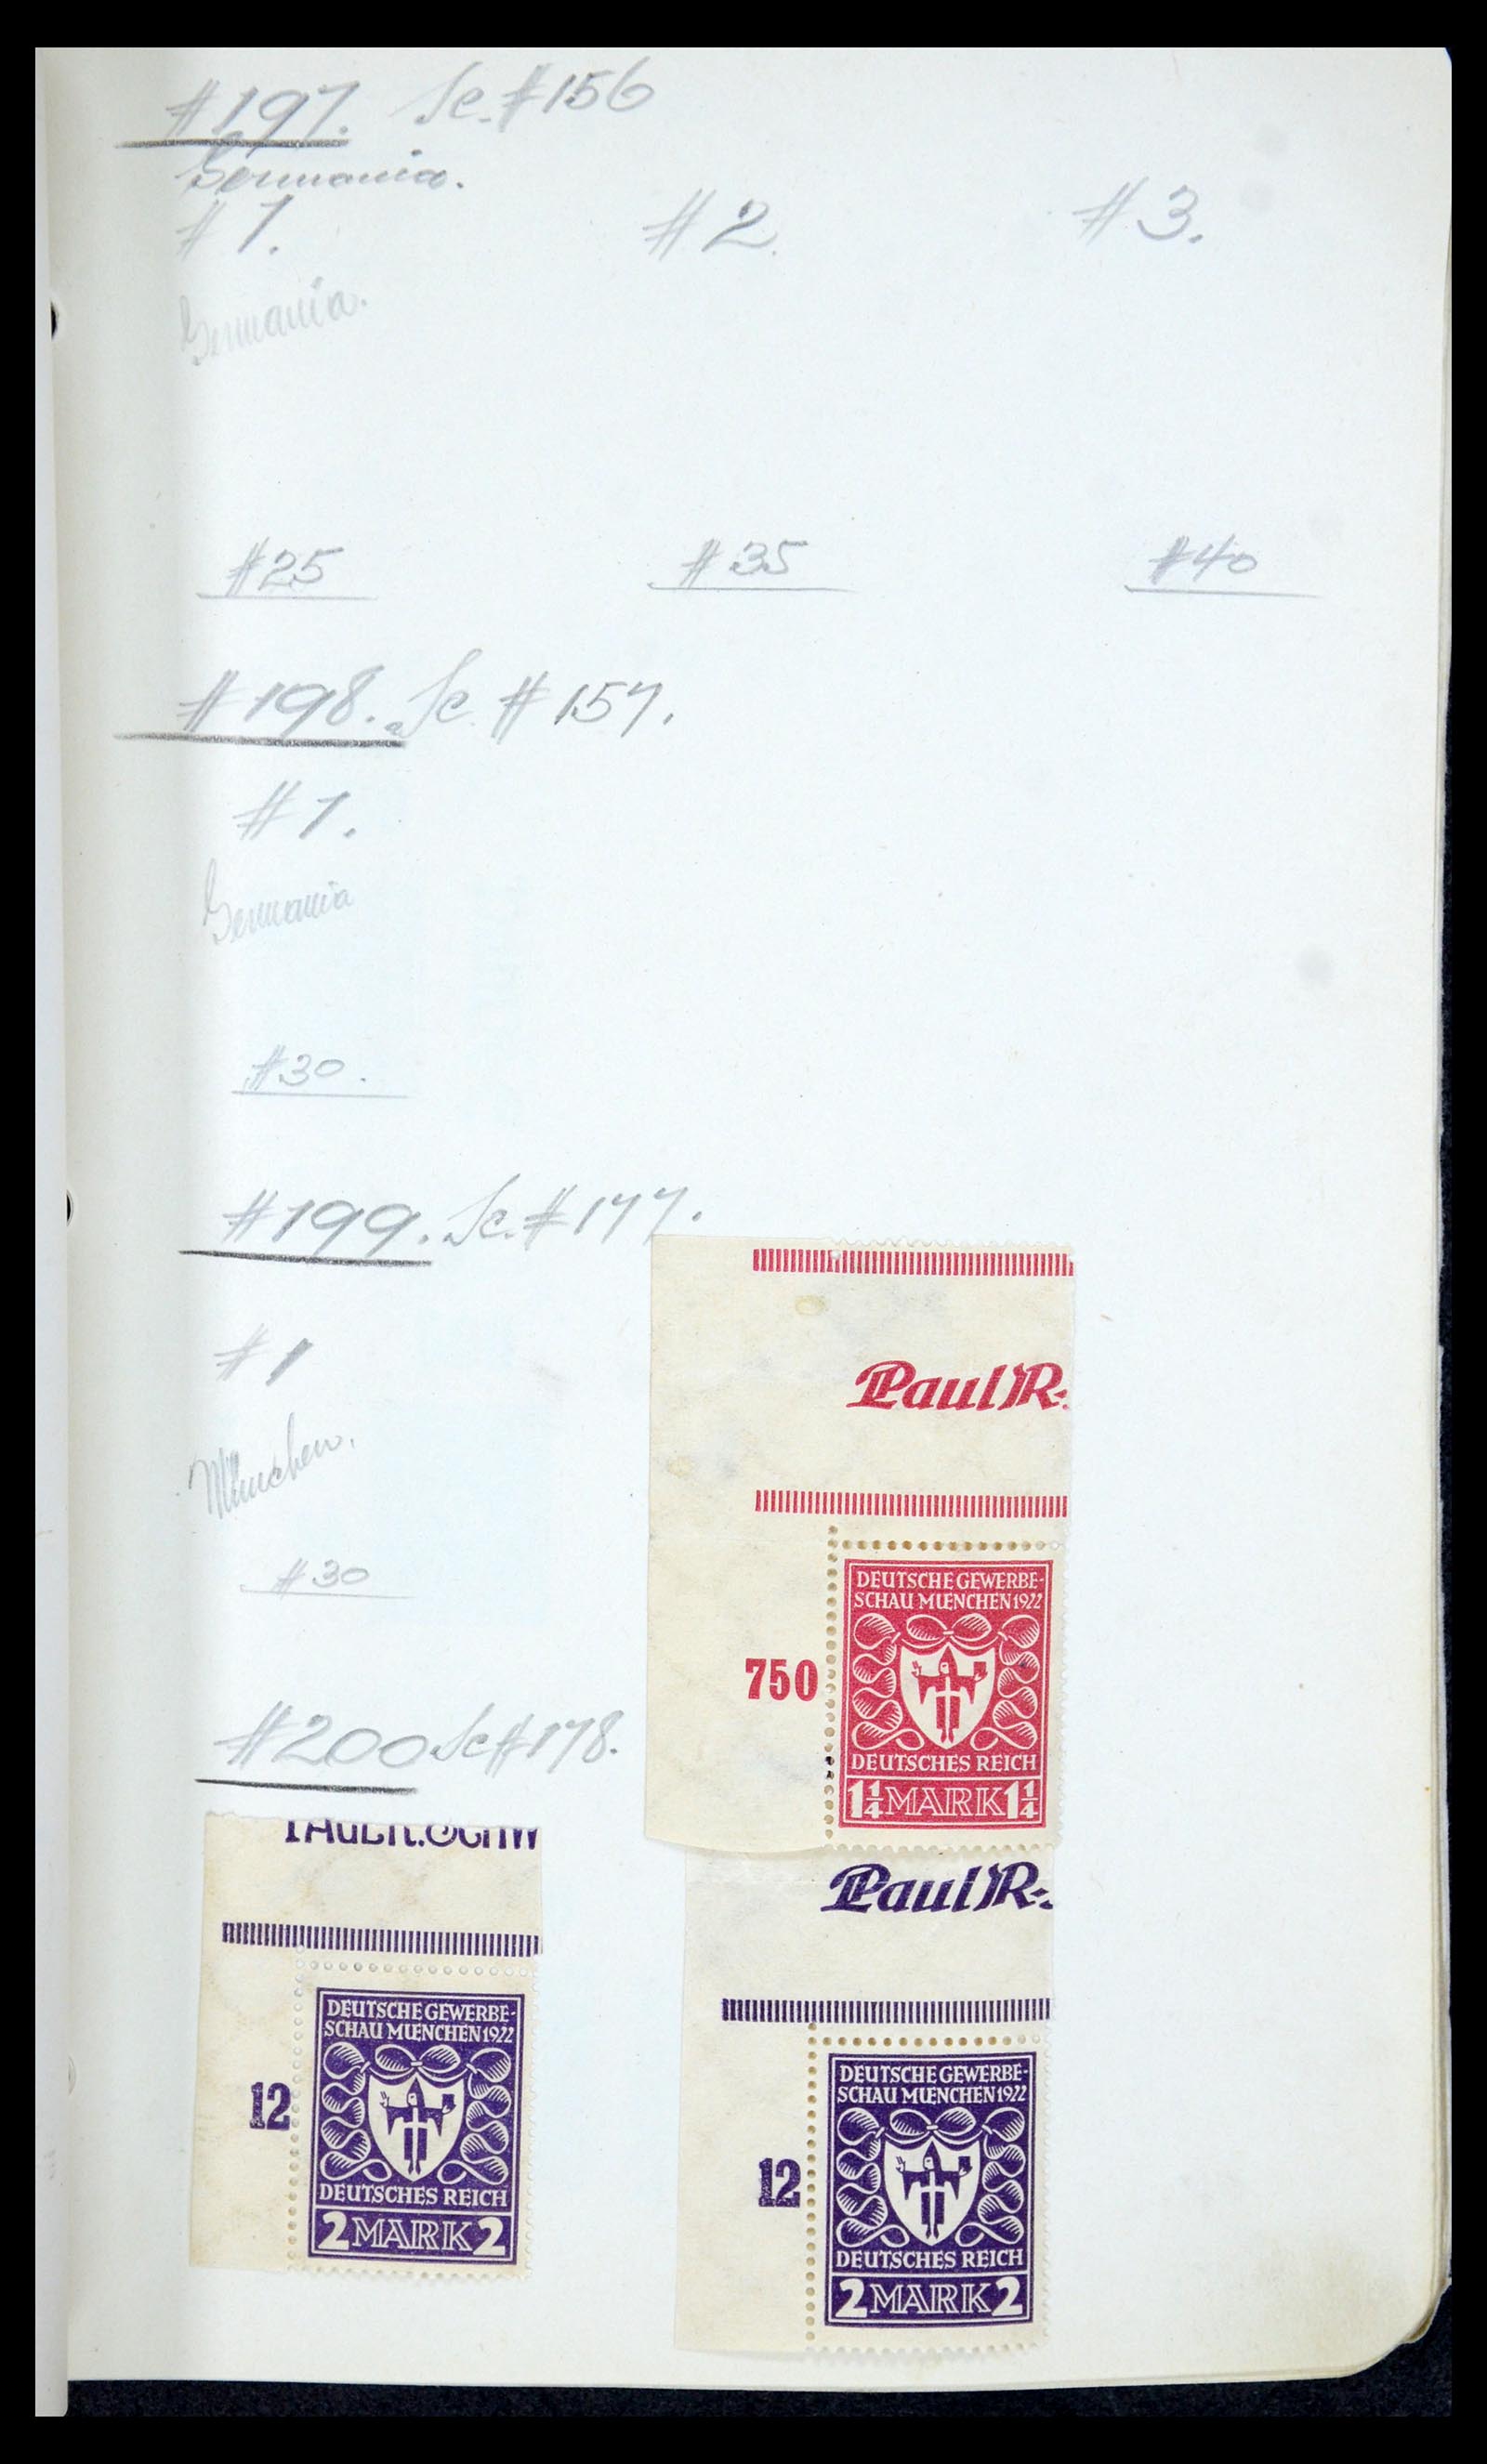 #197. Sc. #156
Germania.
#1. #2. #3.
Germania.
#25 #35 #40
#198. Sc #157.
#1.
Germania
#30.
#199. Sc. #177.
#1
München.
#30
Paul R.
750
DEUTSCHE GEWERBE-
SCHAU MUENCHEN 1922
DEUTSCHES REICH
1¼ MARK 1¼
#200 Sc #178.
12
DEUTSCHE GEWERBE-
SCHAU MUENCHEN 1922
DEUTSCHES REICH
2 MARK 2
Paul R.
12
DEUTSCHE GEWERBE-
SCHAU MUENCHEN 1922
DEUTSCHES REICH
2 MARK 2